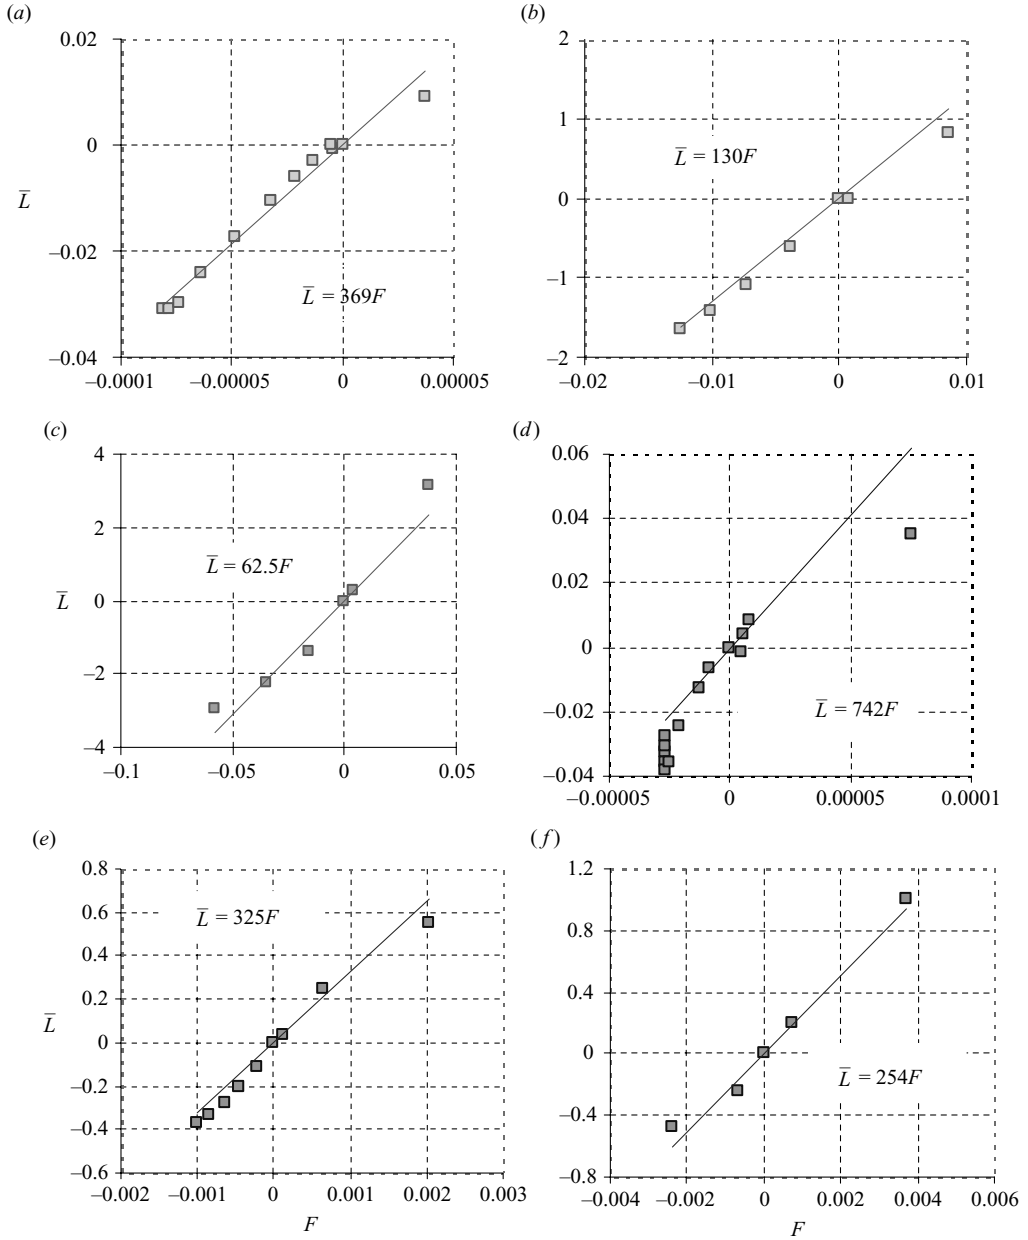 (a)
0.02
0
–0.02
–0.04
L̅
L̅ = 369F
–0.0001 –0.00005 0 0.00005
(b)
2
1
0
–1
–2
L̅ = 130F
–0.02 –0.01 0 0.01
(c)
4
2
0
–2
–4
L̅
L̅ = 62.5F
–0.1 –0.05 0 0.05
(d)
0.06
0.04
0.02
0
–0.02
–0.04
L̅ = 742F
–0.00005 0 0.00005 0.0001
(e)
0.8
0.6
0.4
0.2
0
–0.2
–0.4
–0.6
L̅
L̅ = 325F
–0.002 –0.001 0 0.001 0.002 0.003
F
(f)
1.2
0.8
0.4
0
–0.4
–0.8
L̅ = 254F
–0.004 –0.002 0 0.002 0.004 0.006
F